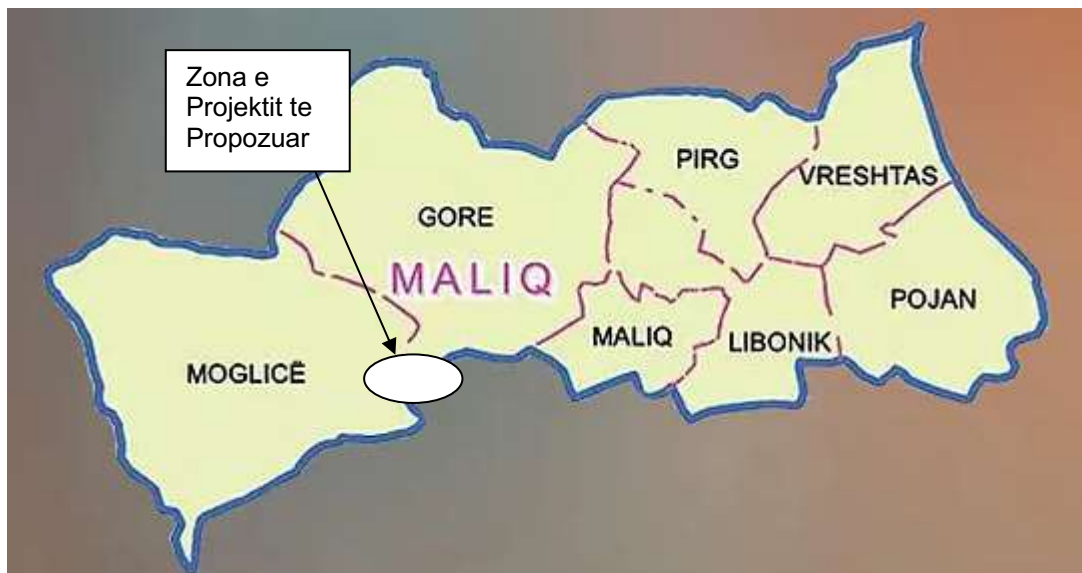 Zona e
Projektit te
Propozuar
PIRG
VRESHTAS
GORE
MALIQ
POJAN
MALIQ
LIBONIK
MOGLICË